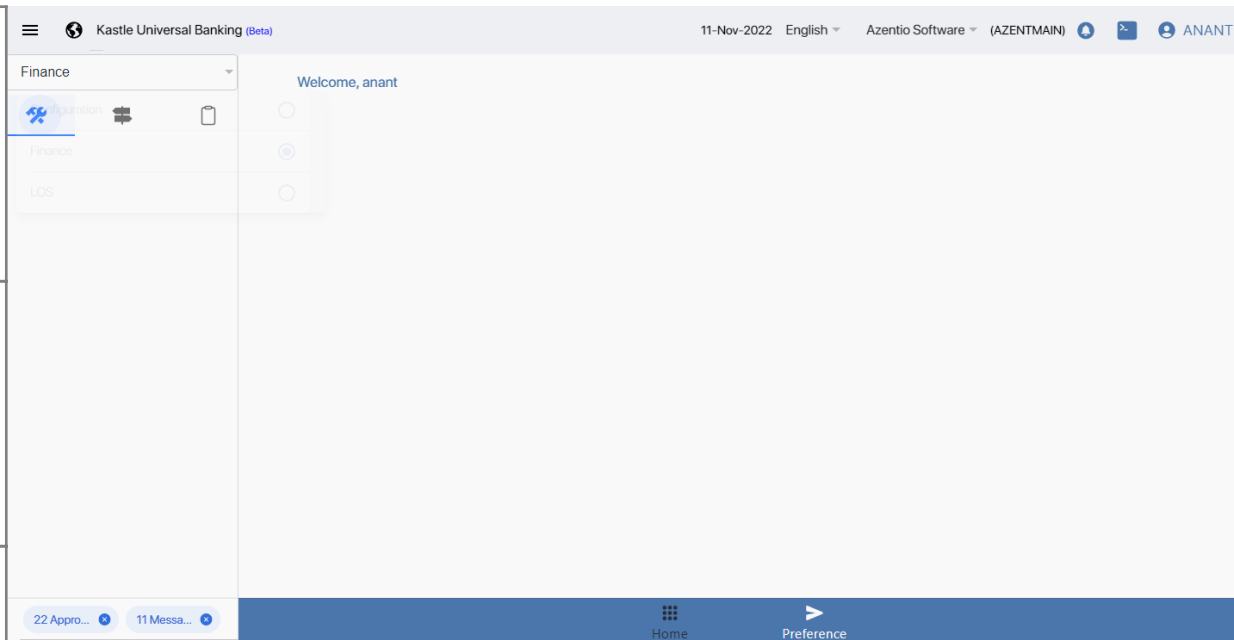 Kastle Universal Banking (Beta)
11-Nov-2022 English Azentio Software (AZENTMAIN) ANANT
Finance
Welcome, anant
Configuration
Finance
LOS
22 Appro... 11 Messa...
Home Preference